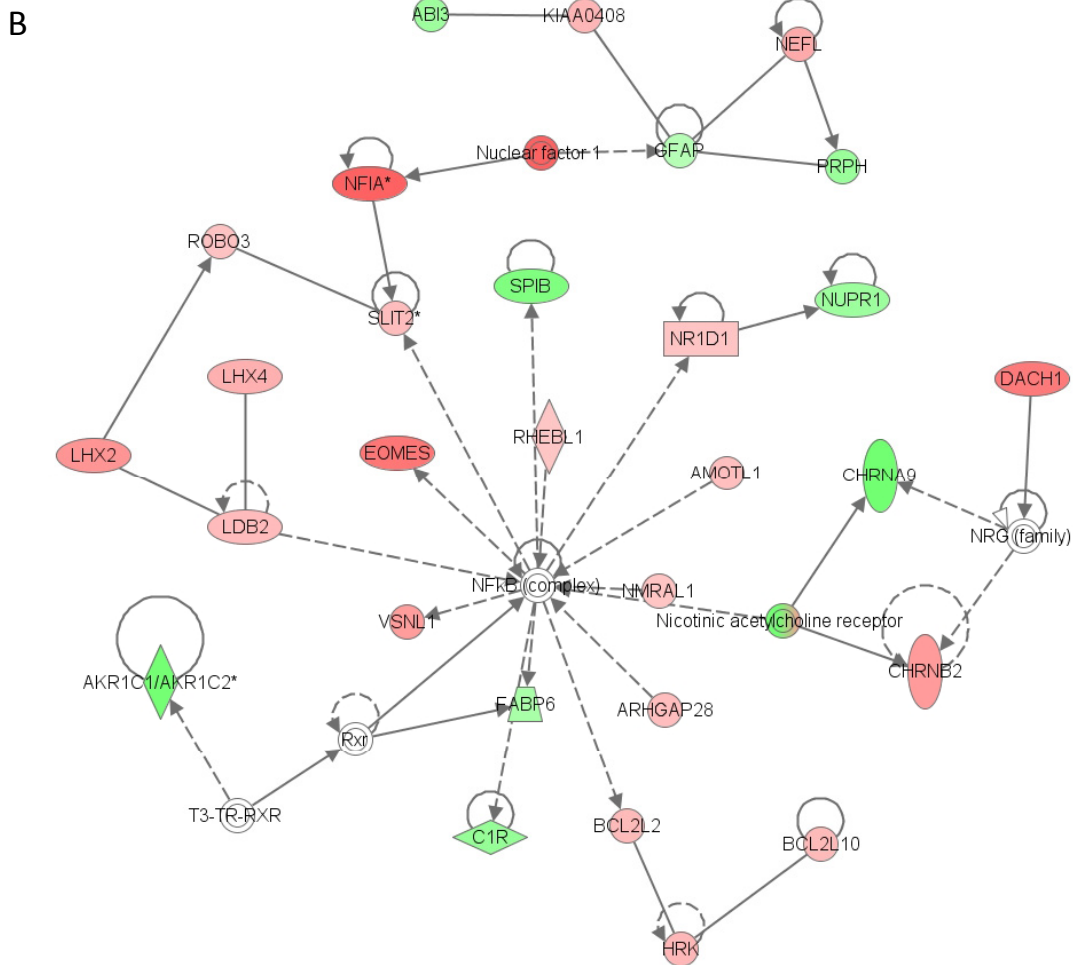 B
ABI3
KIAA0408
NEFL
Nuclear factor 1
GFAP
PRPH
NFIA*
ROBO3
SPIB
NUPR1
SLIT2*
NR1D1
LHX4
DACH1
RHEBL1
LHX2
EOMES
AMOTL1
CHRNA9
LDB2
NRG (family)
NFkB (complex)
NMRAL1
VSNL1
Nicotinic acetylcholine receptor
CHRNB2
AKR1C1/AKR1C2*
FABP6
ARHGAP28
Rxr
T3-TR-RXR
C1R
BCL2L2
BCL2L10
HRK